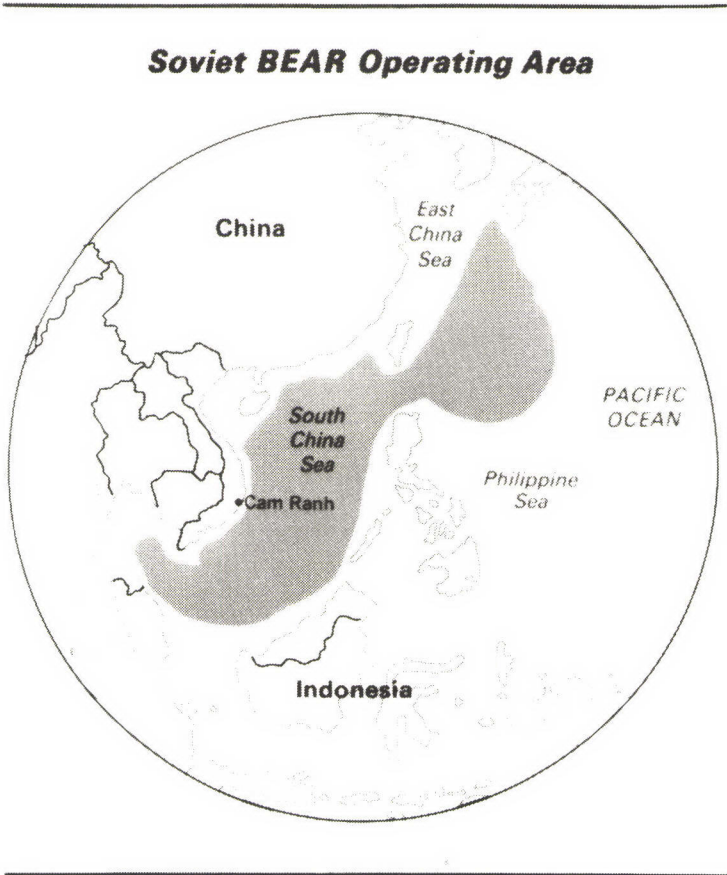 Soviet BEAR Operating Area
China
East
China
Sea
PACIFIC
OCEAN
South
China
Sea
Philippine
Sea
Cam Ranh
Indonesia